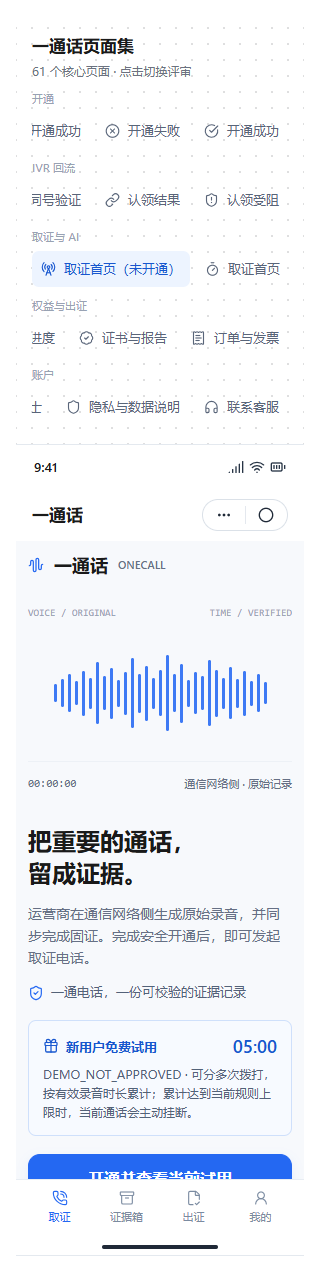 一通话页面集
61 个核心页面 · 点击切换评审
开通
开通成功 开通失败 开通成功
IVR 回流
同号验证 认领结果 认领受阻
取证与 AI
取证首页（未开通） 取证首页
权益与出证
进度 证书与报告 订单与发票
账户
隐私与数据说明 联系客服
9:41
一通话
一通话 ONECALL
VOICE / ORIGINAL TIME / VERIFIED
00:00:00 通信网络侧 · 原始记录
把重要的通话，
留成证据。
运营商在通信网络侧生成原始录音，并同
步完成固证。完成安全开通后，即可发起
取证电话。
一通电话，一份可校验的证据记录
新用户免费试用 05:00
DEMO_NOT_APPROVED · 可分多次拨打，
按有效录音时长累计；累计达到当前规则上
限时，当前通话会主动挂断。
开通并查看当前试用
取证 证据箱 出证 我的